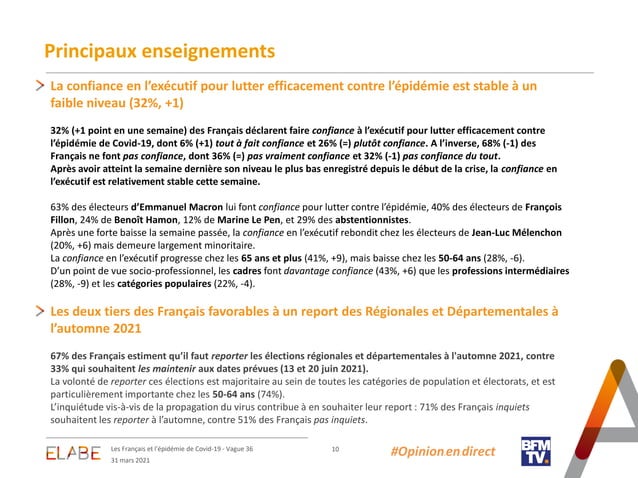 Principaux enseignements
La confiance en l’exécutif pour lutter efficacement contre l’épidémie est stable à un
faible niveau (32%, +1)
32% (+1 point en une semaine) des Français déclarent faire confiance à l’exécutif pour lutter efficacement contre
l’épidémie de Covid-19, dont 6% (+1) tout à fait confiance et 26% (=) plutôt confiance. A l’inverse, 68% (-1) des
Français ne font pas confiance, dont 36% (=) pas vraiment confiance et 32% (-1) pas confiance du tout.
Après avoir atteint la semaine dernière son niveau le plus bas enregistré depuis le début de la crise, la confiance en
l’exécutif est relativement stable cette semaine.
63% des électeurs d’Emmanuel Macron lui font confiance pour lutter contre l’épidémie, 40% des électeurs de François
Fillon, 24% de Benoît Hamon, 12% de Marine Le Pen, et 29% des abstentionnistes.
Après une forte baisse la semaine passée, la confiance en l’exécutif rebondit chez les électeurs de Jean-Luc Mélenchon
(20%, +6) mais demeure largement minoritaire.
La confiance en l’exécutif progresse chez les 65 ans et plus (41%, +9), mais baisse chez les 50-64 ans (28%, -6).
D’un point de vue socio-professionnel, les cadres font davantage confiance (43%, +6) que les professions intermédiaires
(28%, -9) et les catégories populaires (22%, -4).
Les deux tiers des Français favorables à un report des Régionales et Départementales à
l’automne 2021
67% des Français estiment qu’il faut reporter les élections régionales et départementales à l'automne 2021, contre
33% qui souhaitent les maintenir aux dates prévues (13 et 20 juin 2021).
La volonté de reporter ces élections est majoritaire au sein de toutes les catégories de population et électorats, et est
particulièrement importante chez les 50-64 ans (74%).
L’inquiétude vis-à-vis de la propagation du virus contribue à en souhaiter leur report : 71% des Français inquiets
souhaitent les reporter à l’automne, contre 51% des Français pas inquiets.
ELABE
Les Français et l'épidémie de Covid-19 - Vague 36
31 mars 2021
10
#Opinion en direct
BFM
TV.